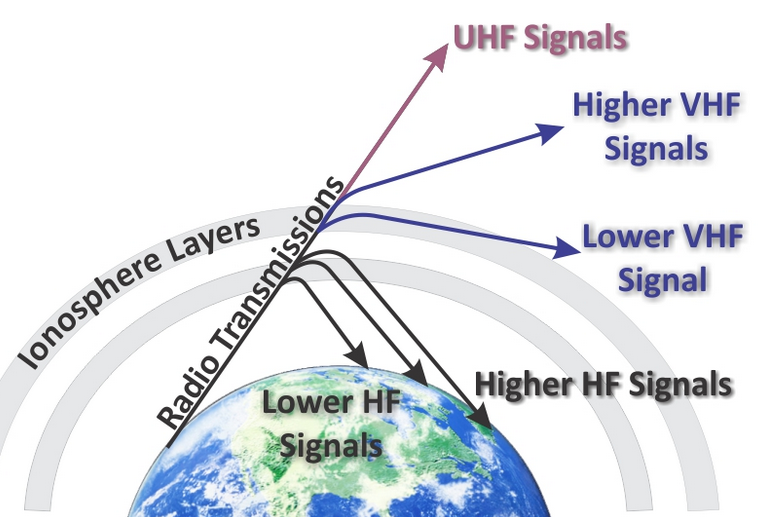 UHF Signals
Higher VHF
Signals
Lower VHF
Signal
Ionosphere Layers
Radio Transmissions
Higher HF Signals
Lower HF
Signals